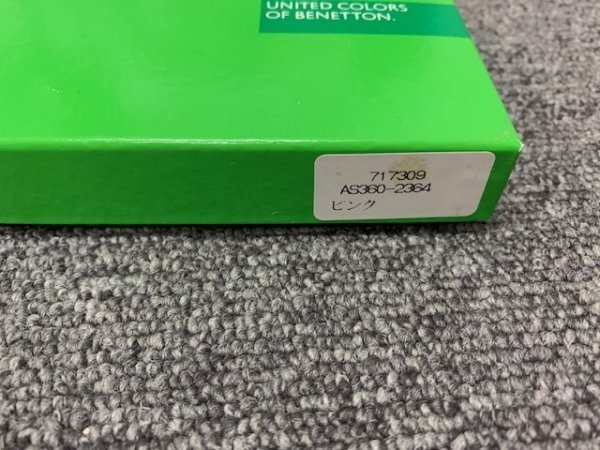 UNITED COLORS
OF BENETTON.
717309
AS360-2364
ピンク